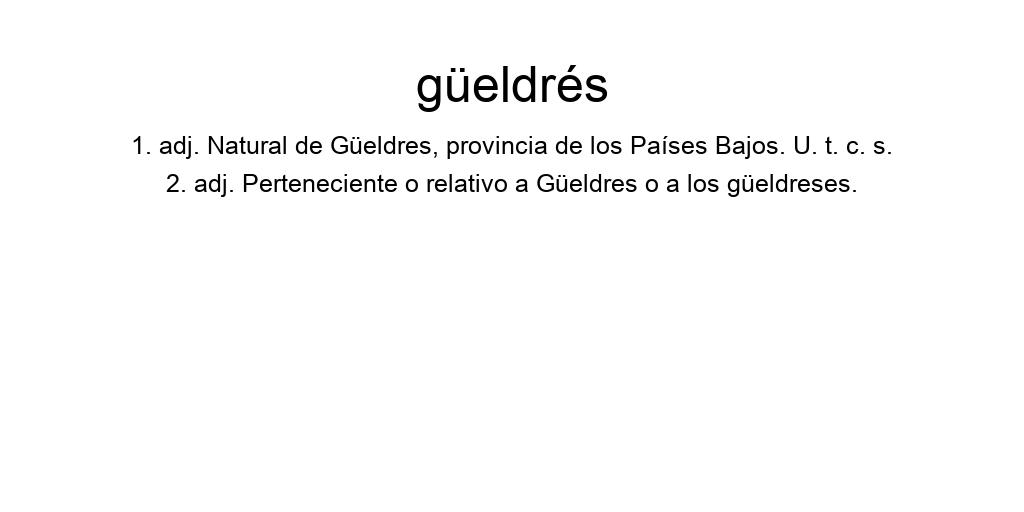 güeldrés
1. adj. Natural de Güeldres, provincia de los Países Bajos. U. t. c. s.
2. adj. Perteneciente o relativo a Güeldres o a los güeldreses.